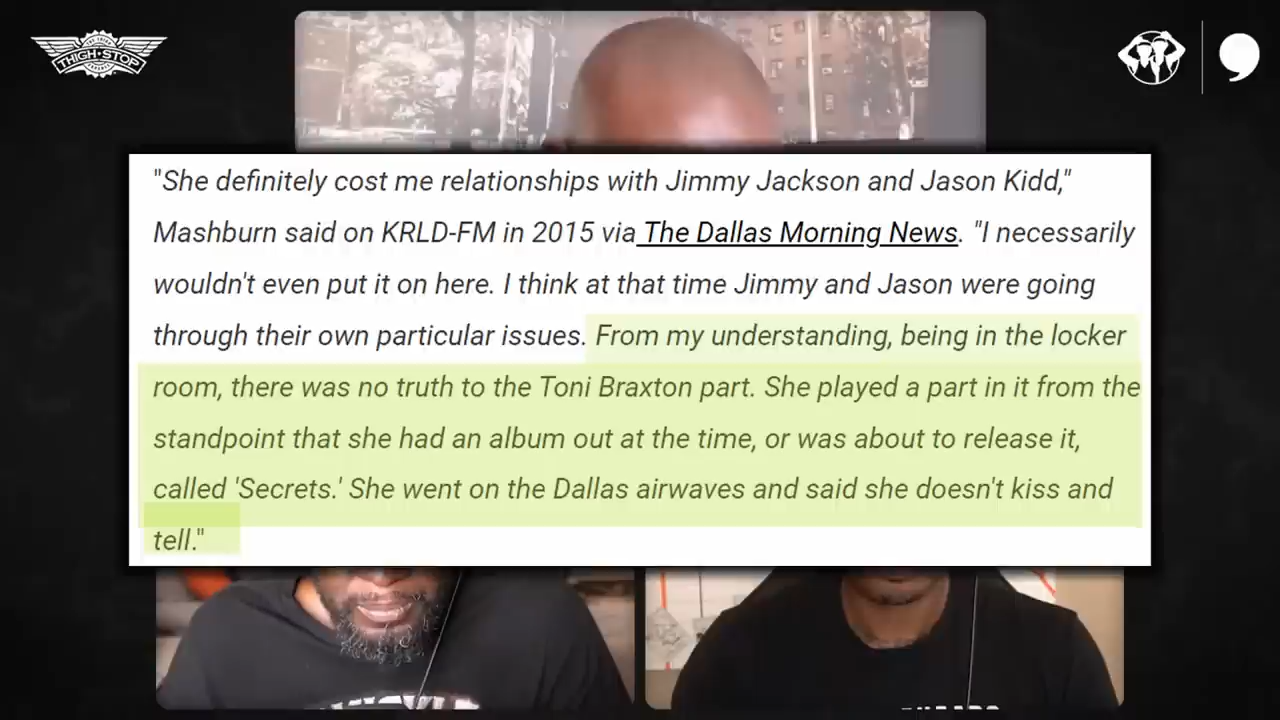 THIGH STOP
"She definitely cost me relationships with Jimmy Jackson and Jason Kidd,"
Mashburn said on KRLD-FM in 2015 via The Dallas Morning News. "I necessarily
wouldn't even put it on here. I think at that time Jimmy and Jason were going
through their own particular issues. From my understanding, being in the locker
room, there was no truth to the Toni Braxton part. She played a part in it from the
standpoint that she had an album out at the time, or was about to release it,
called 'Secrets.' She went on the Dallas airwaves and said she doesn't kiss and
tell."